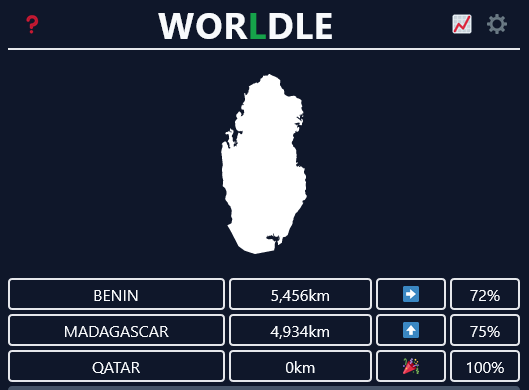 ?
WORLDLE
BENIN 5,456km 72%
MADAGASCAR 4,934km 75%
QATAR 0km 100%